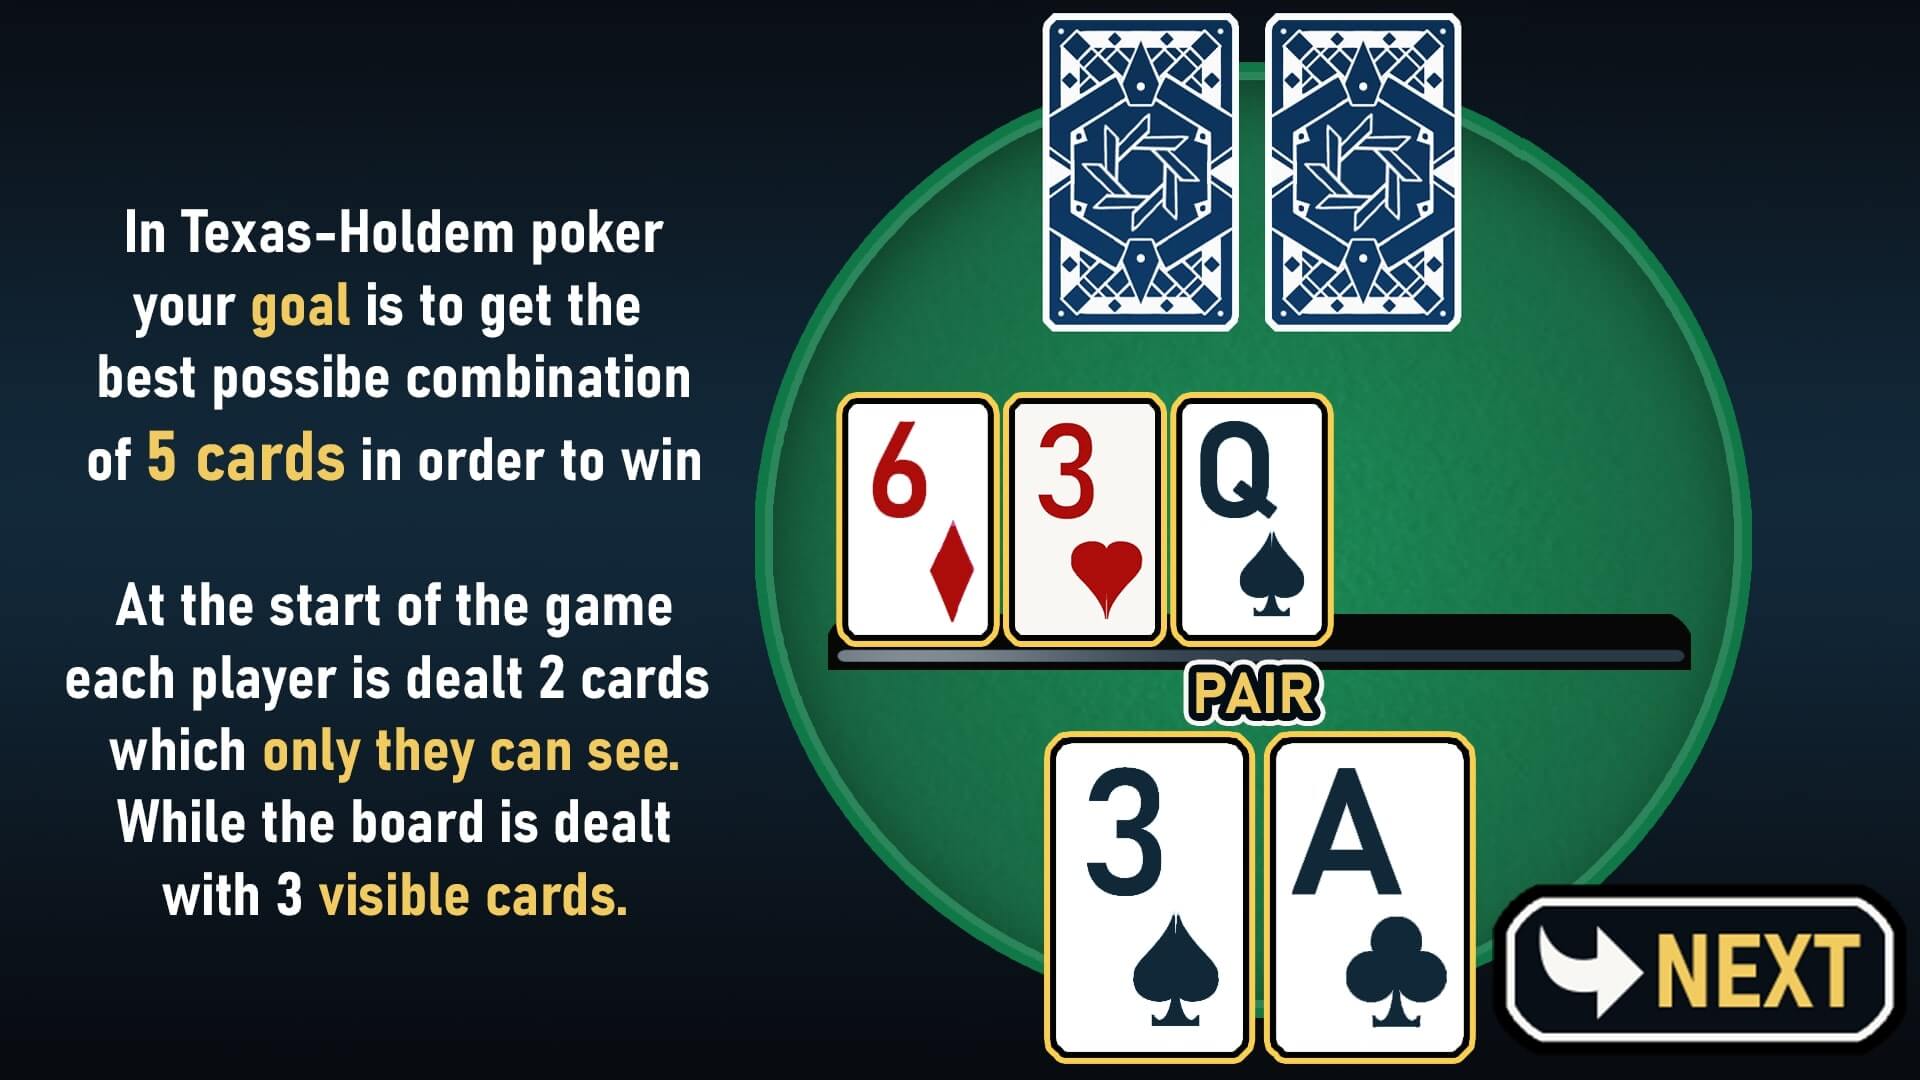 In Texas-Holdem poker
your goal is to get the
best possibe combination
of 5 cards in order to win
At the start of the game
each player is dealt 2 cards
which only they can see.
While the board is dealt
with 3 visible cards.
6 3 Q
PAIR
3 A
NEXT